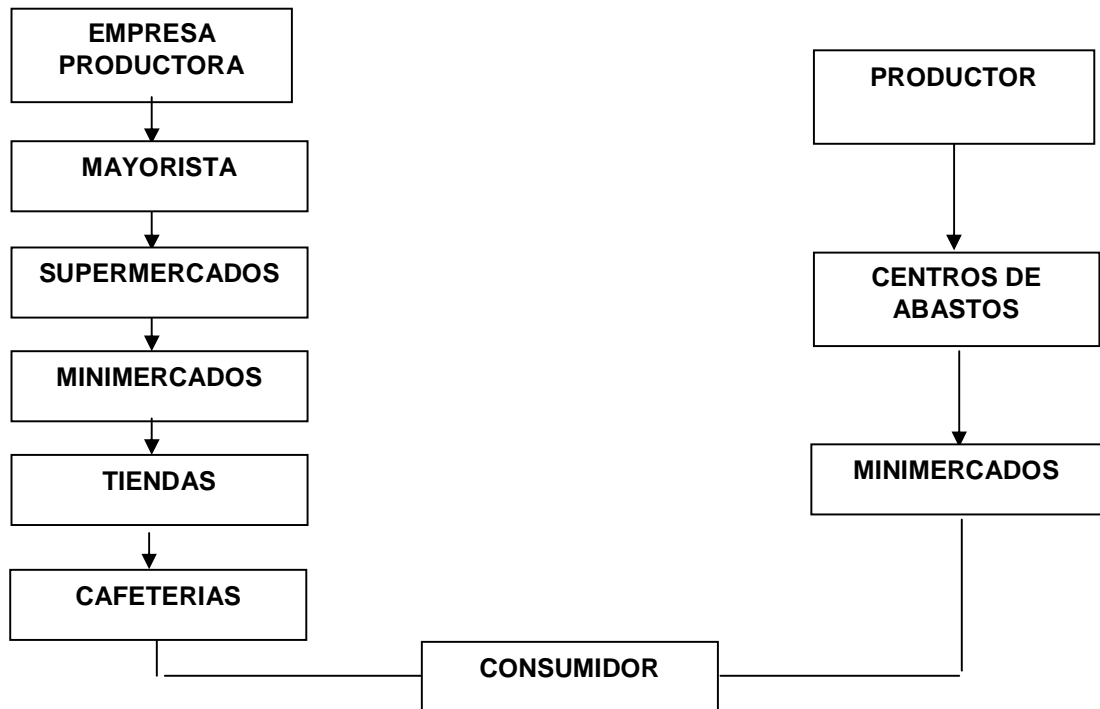 EMPRESA
PRODUCTORA
MAYORISTA
SUPERMERCADOS
MINIMERCADOS
TIENDAS
CAFETERIAS
PRODUCTOR
CENTROS DE
ABASTOS
MINIMERCADOS
CONSUMIDOR